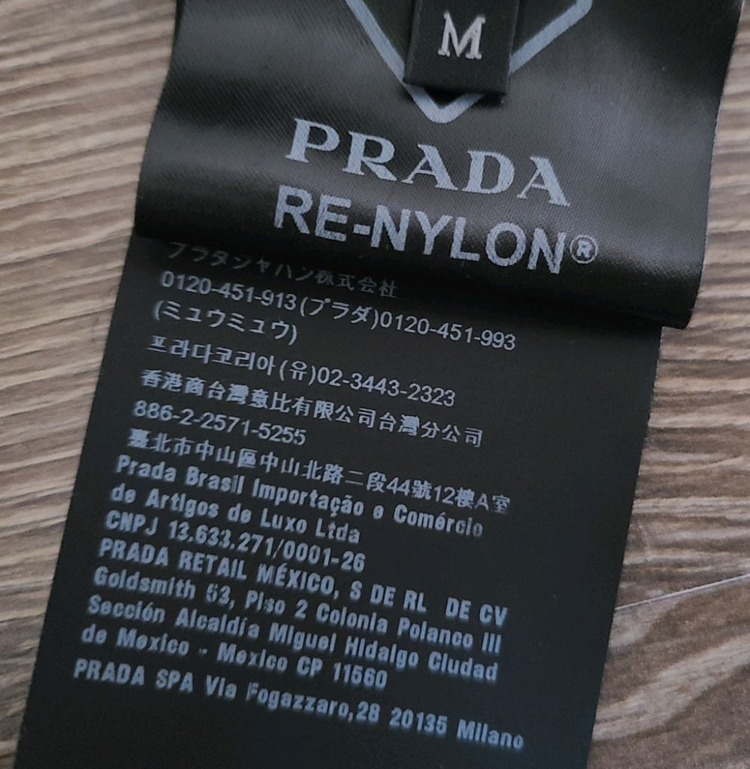 M
PRADA
RE-NYLON®
プラダジャパン株式会社
0120-451-913(プラダ)0120-451-993
(ミュウミュウ)
프라다코리아(유)02-3443-2323
香港商台灣意比有限公司台灣分公司
886-2-2571-5255
臺北市中山區中山北路二段44號12樓A室
Prada Brasil Importação e Comércio
de Artigos de Luxo Ltda
CNPJ 13.633.271/0001-26
PRADA RETAIL MÉXICO, S DE RL DE CV
Goldsmith 53, Piso 2 Colonia Polanco III
Sección Alcaldía Miguel Hidalgo Ciudad
de Mexico - Mexico CP 11560
PRADA SPA Via Fogazzaro,28 20135 Milano